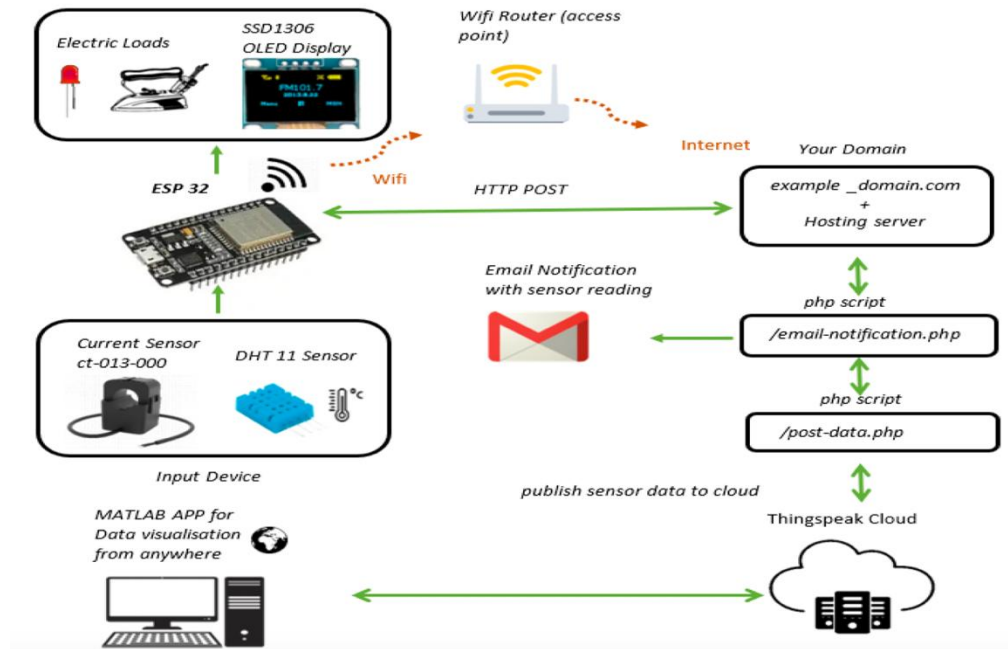 Electric Loads
SSD1306
OLED Display
FM101.7
Menu
Wifi Router (access
point)
Wifi
Internet
ESP 32
HTTP POST
Your Domain
example _domain.com
+
Hosting server
Email Notification
with sensor reading
php script
/email-notification.php
php script
/post-data.php
Current Sensor
ct-013-000
DHT 11 Sensor
°C
Input Device
publish sensor data to cloud
Thingspeak Cloud
MATLAB APP for
Data visualisation
from anywhere